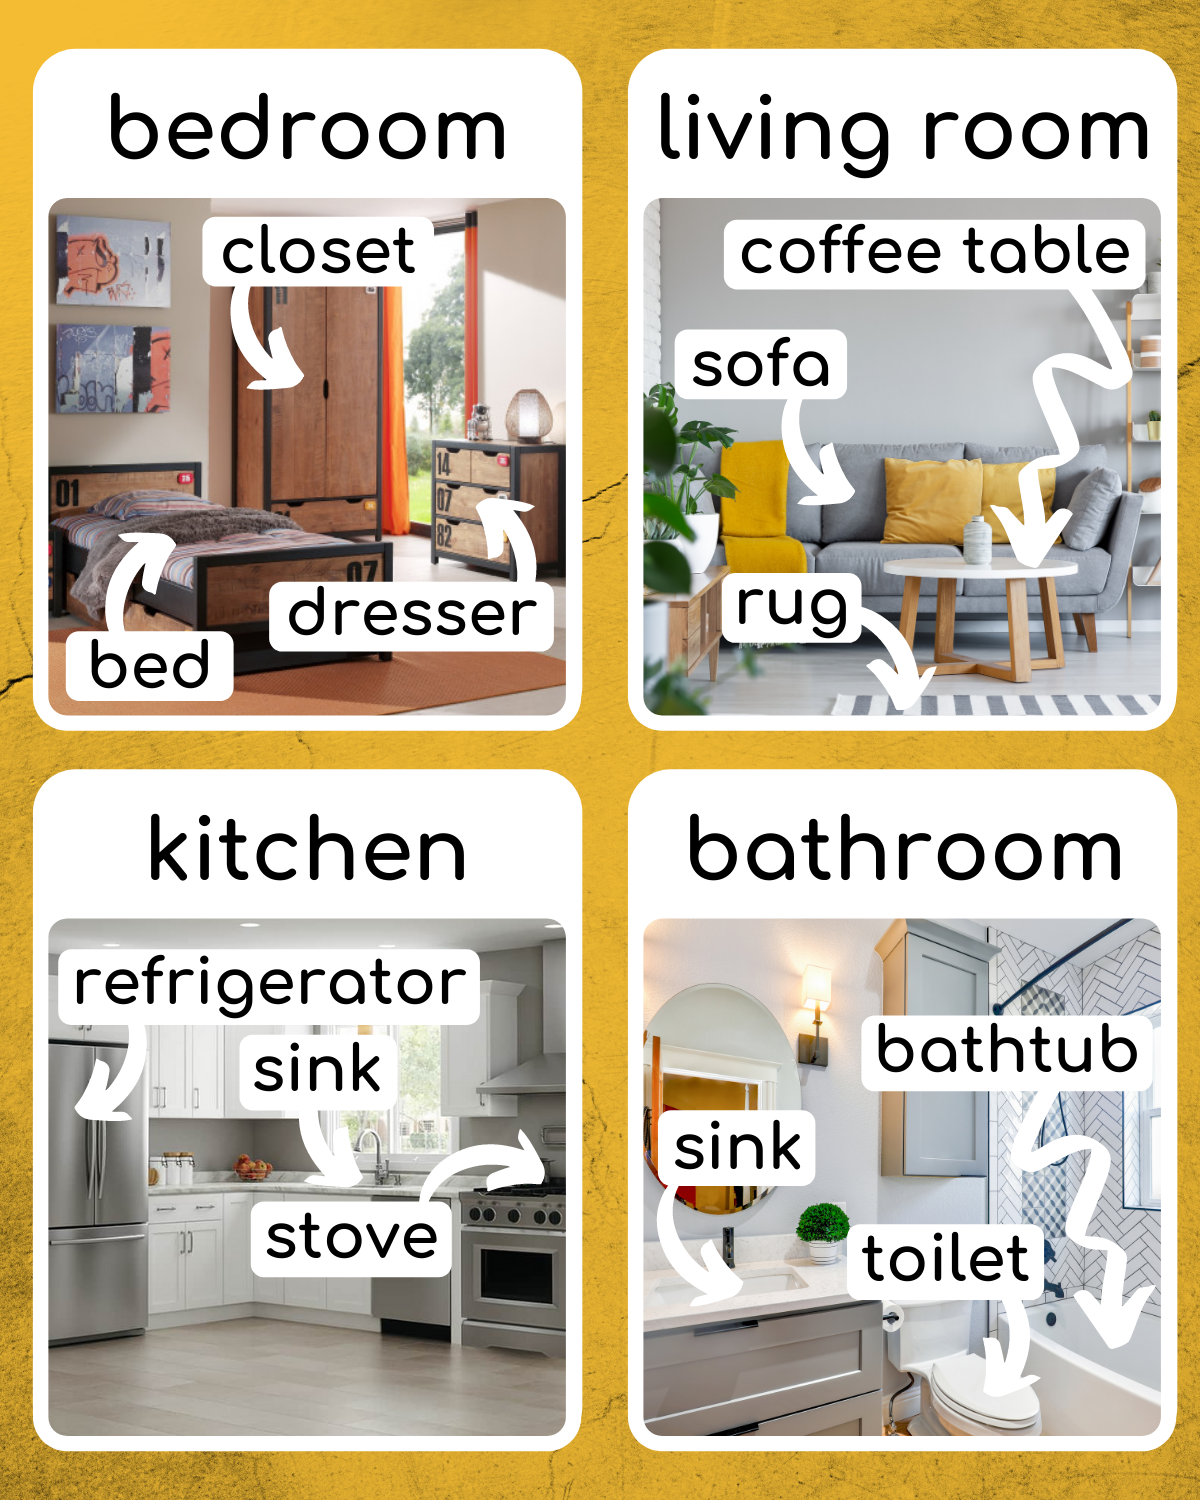 bedroom
closet
01
14
07
82
07
dresser
bed
living room
coffee table
sofa
rug
kitchen
refrigerator
sink
stove
bathroom
bathtub
sink
toilet